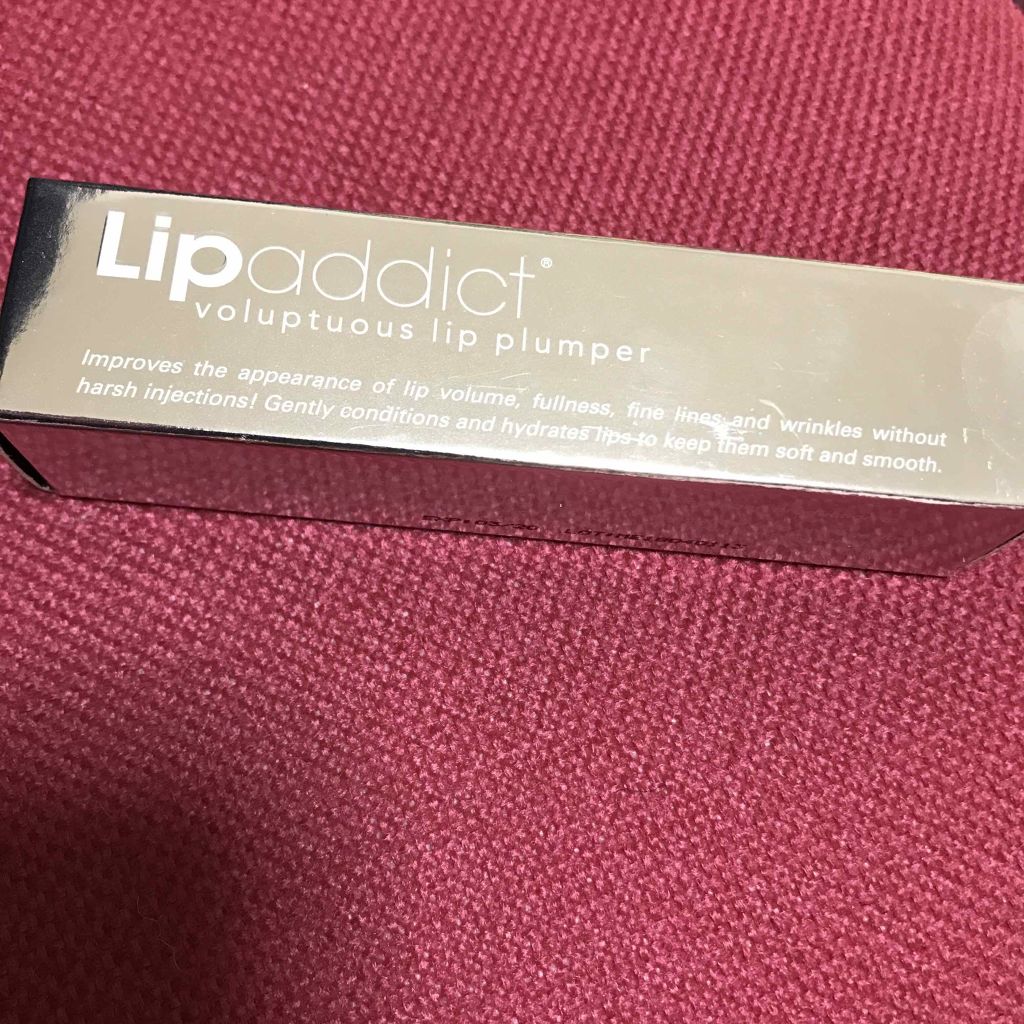 Lipaddict®
voluptuous lip plumper
Improves the appearance of lip volume, fullness, fine lines and wrinkles without
harsh injections! Gently conditions and hydrates lips to keep them soft and smooth.